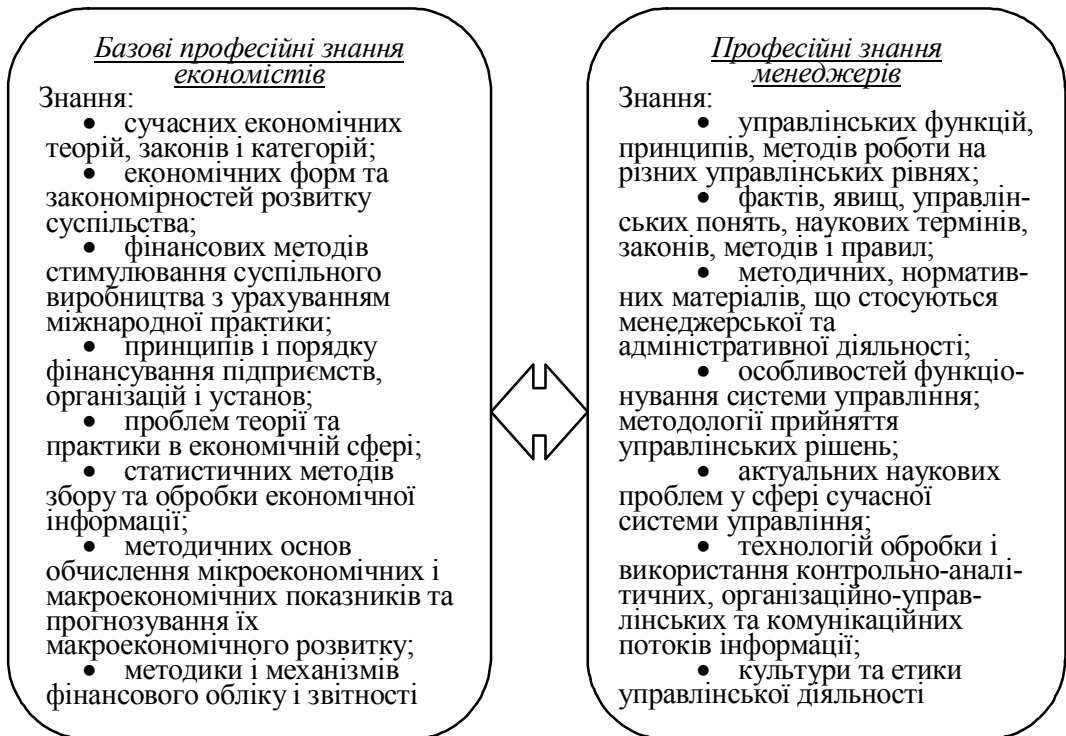 Базові професійні знання
економістів
Знання:
• сучасних економічних
теорій, законів і категорій;
• економічних форм та
закономірностей розвитку
суспільства;
• фінансових методів
стимулювання суспільного
виробництва з урахуванням
міжнародної практики;
• принципів і порядку
фінансування підприємств,
організацій і установ;
• проблем теорії та
практики в економічній сфері;
• статистичних методів
збору та обробки економічної
інформації;
• методичних основ
обчислення мікроекономічних і
макроекономічних показників та
прогнозування їх
макроекономічного розвитку;
• методики і механізмів
фінансового обліку і звітності
Професійні знання
менеджерів
Знання:
• управлінських функцій,
принципів, методів роботи на
різних управлінських рівнях;
• фактів, явищ, управлін-
ських понять, наукових термінів,
законів, методів і правил;
• методичних, норматив-
них матеріалів, що стосуються
менеджерської та
адміністративної діяльності;
• особливостей функціо-
нування системи управління;
методології прийняття
управлінських рішень;
• актуальних наукових
проблем у сфері сучасної
системи управління;
• технологій обробки і
використання контрольно-аналі-
тичних, організаційно-управ-
лінських та комунікаційних
потоків інформації;
• культури та етики
управлінської діяльності